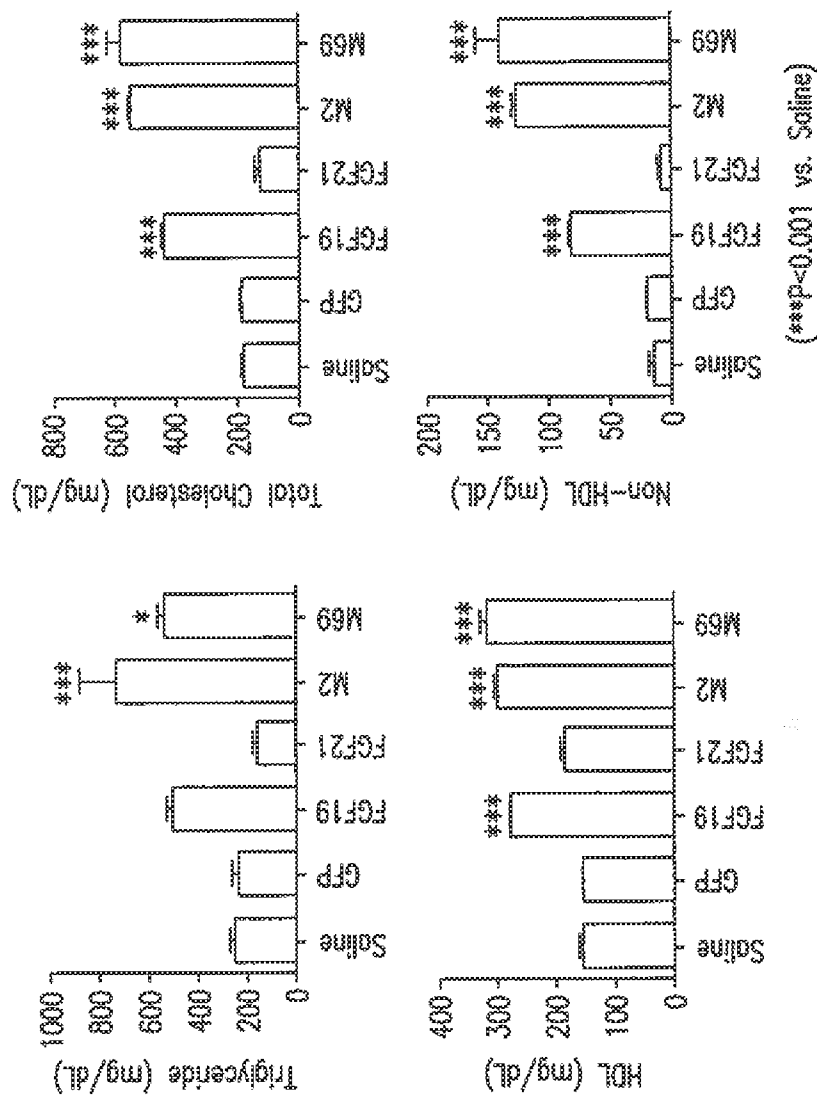 Triglyceride (mg/dL)
1000
800
600
400
200
0
***
*
Saline
GFP
FGF19
FGF21
M2
M69
Total Cholesterol (mg/dL)
800
600
400
200
0
***
***
***
Saline
GFP
FGF19
FGF21
M2
M69
HDL (mg/dL)
400
300
200
100
0
***
***
***
Saline
GFP
FGF19
FGF21
M2
M69
Non-HDL (mg/dL)
200
150
100
50
0
***
***
***
Saline
GFP
FGF19
FGF21
M2
M69
(***p<0.001 vs. Saline)